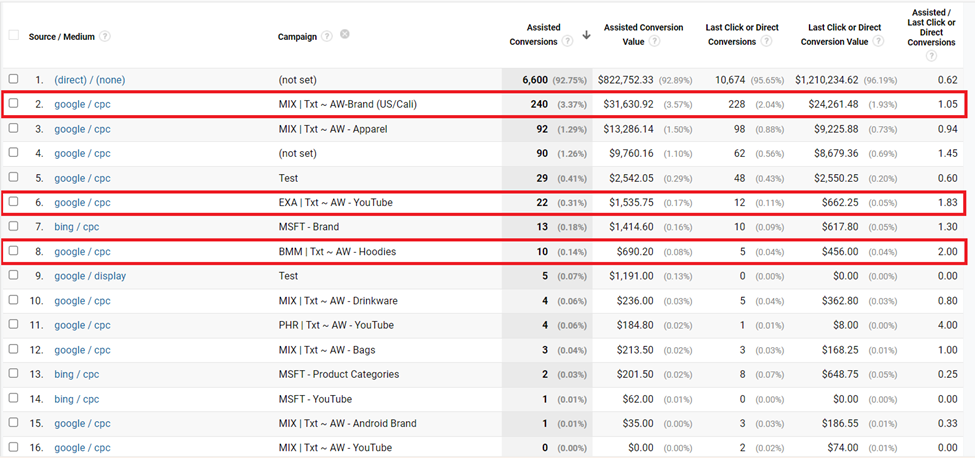 Source / Medium ? Campaign ? Assisted Conversions ? Assisted Conversion Value ? Last Click or Direct Conversions ? Last Click or Direct Conversion Value ? Assisted / Last Click or Direct Conversions ?
1. (direct) / (none) (not set) 6,600 (92.75%) $822,752.33 (92.89%) 10,674 (95.65%) $1,210,234.62 (96.19%) 0.62
2. google / cpc MIX | Txt ~ AW-Brand (US/Cali) 240 (3.37%) $31,630.92 (3.57%) 228 (2.04%) $24,261.48 (1.93%) 1.05
3. google / cpc MIX | Txt ~ AW - Apparel 92 (1.29%) $13,286.14 (1.50%) 98 (0.88%) $9,225.88 (0.73%) 0.94
4. google / cpc (not set) 90 (1.26%) $9,760.16 (1.10%) 62 (0.56%) $8,679.36 (0.69%) 1.45
5. google / cpc Test 29 (0.41%) $2,542.05 (0.29%) 48 (0.43%) $2,550.25 (0.20%) 0.60
6. google / cpc EXA | Txt ~ AW - YouTube 22 (0.31%) $1,535.75 (0.17%) 12 (0.11%) $662.25 (0.05%) 1.83
7. bing / cpc MSFT - Brand 13 (0.18%) $1,414.60 (0.16%) 10 (0.09%) $617.80 (0.05%) 1.30
8. google / cpc BMM | Txt ~ AW - Hoodies 10 (0.14%) $690.20 (0.08%) 5 (0.04%) $456.00 (0.04%) 2.00
9. google / display Test 5 (0.07%) $1,191.00 (0.13%) 0 (0.00%) $0.00 (0.00%) 0.00
10. google / cpc MIX | Txt ~ AW - Drinkware 4 (0.06%) $236.00 (0.03%) 5 (0.04%) $362.80 (0.03%) 0.80
11. google / cpc PHR | Txt ~ AW - YouTube 4 (0.06%) $184.80 (0.02%) 1 (0.01%) $8.00 (0.00%) 4.00
12. google / cpc MIX | Txt ~ AW - Bags 3 (0.04%) $213.50 (0.02%) 3 (0.03%) $168.25 (0.01%) 1.00
13. bing / cpc MSFT - Product Categories 2 (0.03%) $201.50 (0.02%) 8 (0.07%) $648.75 (0.05%) 0.25
14. bing / cpc MSFT - YouTube 1 (0.01%) $62.00 (0.01%) 0 (0.00%) $0.00 (0.00%) 0.00
15. google / cpc MIX | Txt ~ AW - Android Brand 1 (0.01%) $35.00 (0.00%) 3 (0.03%) $186.55 (0.01%) 0.33
16. google / cpc MIX | Txt ~ AW - YouTube 0 (0.00%) $0.00 (0.00%) 2 (0.02%) $74.00 (0.01%) 0.00